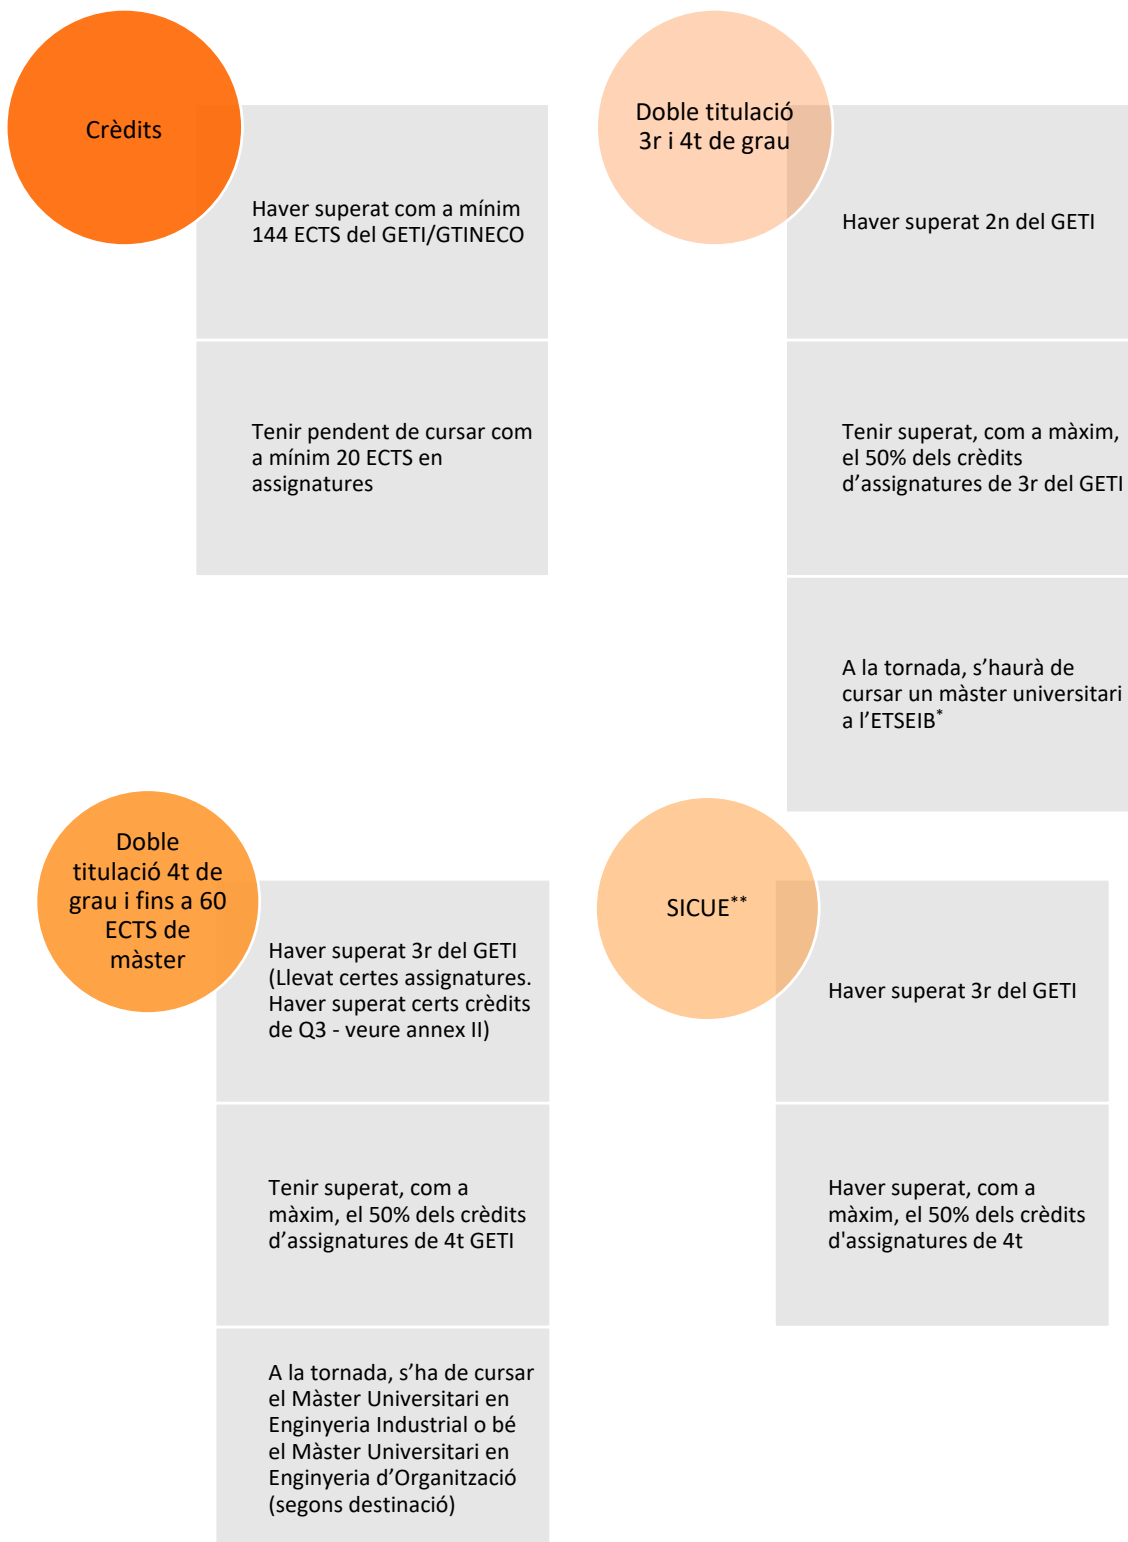 Crèdits
Haver superat com a mínim
144 ECTS del GETI/GTINECO
Tenir pendent de cursar com
a mínim 20 ECTS en
assignatures
Doble titulació
3r i 4t de grau
Haver superat 2n del GETI
Tenir superat, com a màxim,
el 50% dels crèdits
d’assignatures de 3r del GETI
A la tornada, s’haurà de
cursar un màster universitari
a l’ETSEIB*
Doble
titulació 4t de
grau i fins a 60
ECTS de
màster
Haver superat 3r del GETI
(Llevat certes assignatures.
Haver superat certs crèdits
de Q3 - veure annex II)
Tenir superat, com a
màxim, el 50% dels crèdits
d’assignatures de 4t GETI
A la tornada, s’ha de cursar
el Màster Universitari en
Enginyeria Industrial o bé
el Màster Universitari en
Enginyeria d’Organització
(segons destinació)
SICUE**
Haver superat 3r del GETI
Haver superat, com a
màxim, el 50% dels crèdits
d'assignatures de 4t